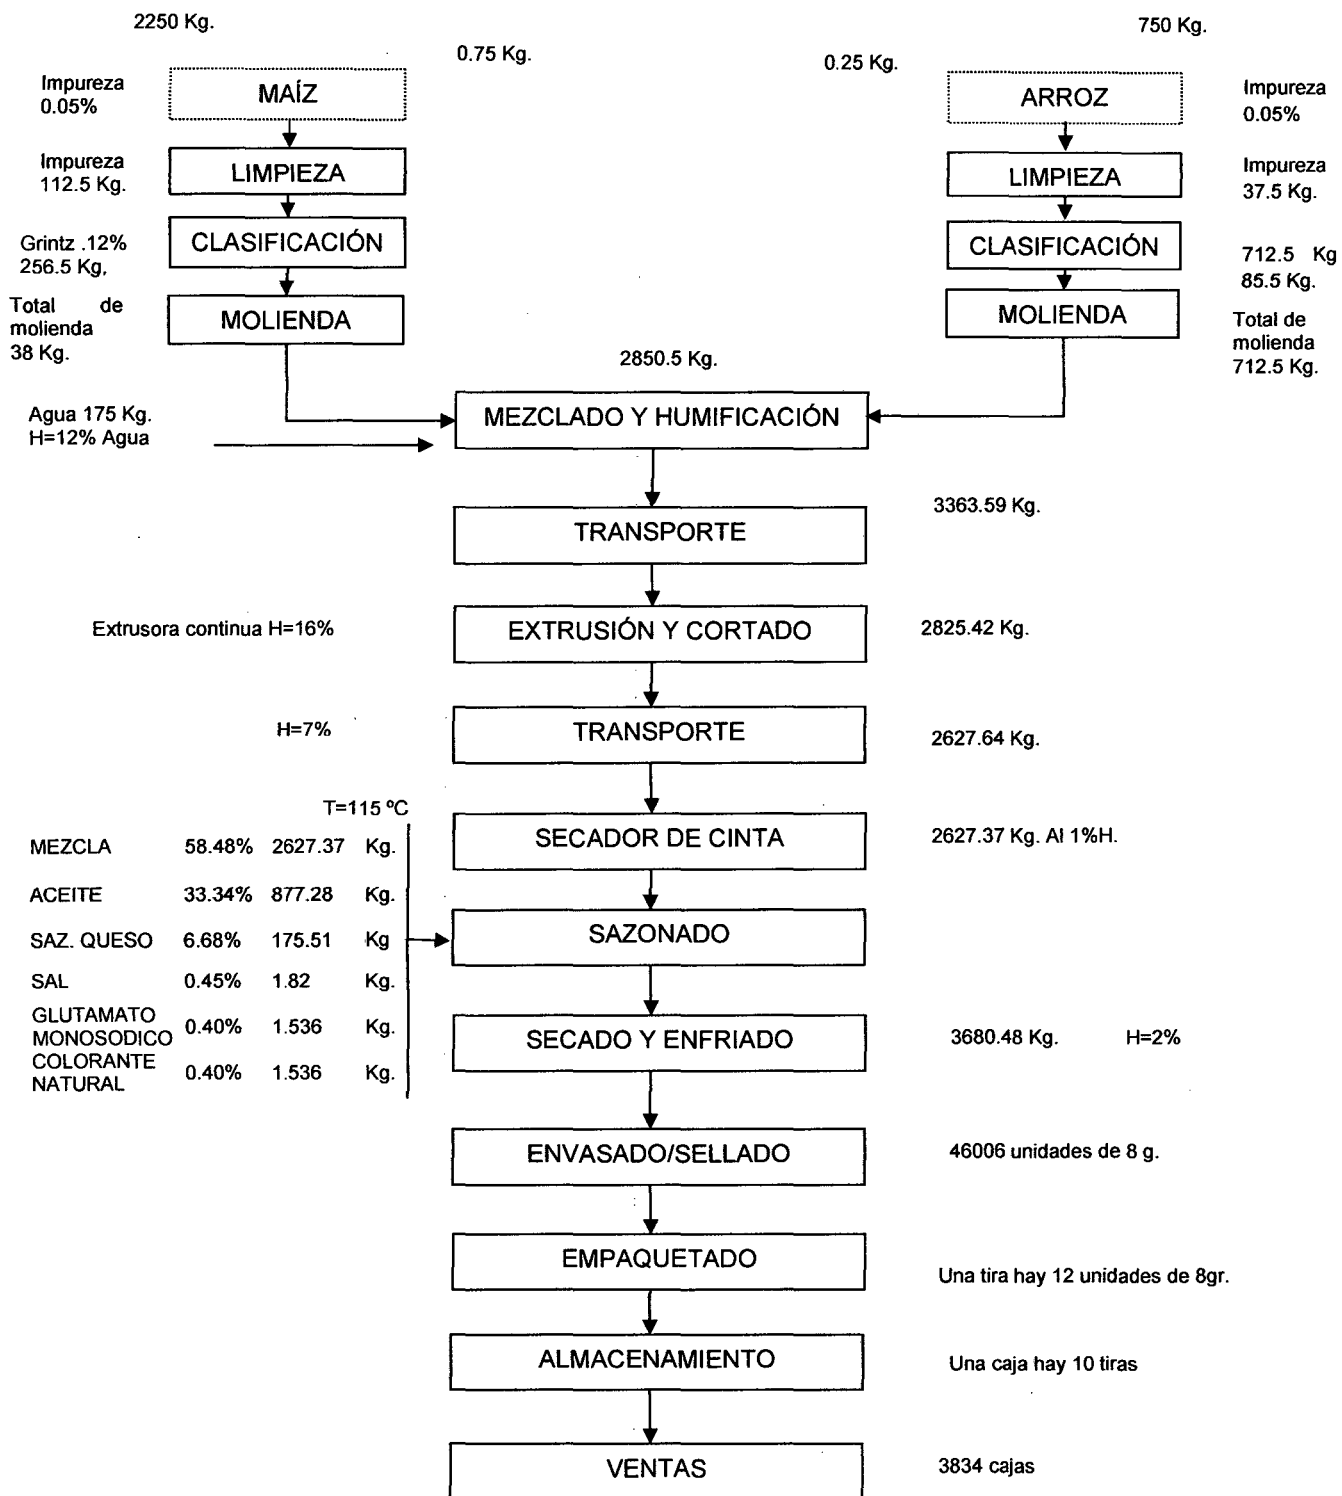 2250 Kg.
750 Kg.
0.75 Kg.
0.25 Kg.
Impureza
0.05%
MAÍZ
ARROZ
Impureza
0.05%
Impureza
112.5 Kg.
LIMPIEZA
LIMPIEZA
Impureza
37.5 Kg.
Grintz .12%
256.5 Kg,
CLASIFICACIÓN
CLASIFICACIÓN
712.5 Kg
85.5 Kg.
Total de
molienda
38 Kg.
MOLIENDA
MOLIENDA
Total de
molienda
712.5 Kg.
2850.5 Kg.
Agua 175 Kg.
H=12% Agua
MEZCLADO Y HUMIFICACIÓN
3363.59 Kg.
TRANSPORTE
Extrusora continua H=16%
EXTRUSIÓN Y CORTADO
2825.42 Kg.
H=7%
TRANSPORTE
2627.64 Kg.
T=115 ºC
SECADOR DE CINTA
2627.37 Kg. Al 1%H.
MEZCLA 58.48% 2627.37 Kg.
ACEITE 33.34% 877.28 Kg.
SAZ. QUESO 6.68% 175.51 Kg
SAL 0.45% 1.82 Kg.
GLUTAMATO
MONOSODICO 0.40% 1.536 Kg.
COLORANTE
NATURAL 0.40% 1.536 Kg.
SAZONADO
SECADO Y ENFRIADO
3680.48 Kg. H=2%
ENVASADO/SELLADO
46006 unidades de 8 g.
EMPAQUETADO
Una tira hay 12 unidades de 8gr.
ALMACENAMIENTO
Una caja hay 10 tiras
VENTAS
3834 cajas